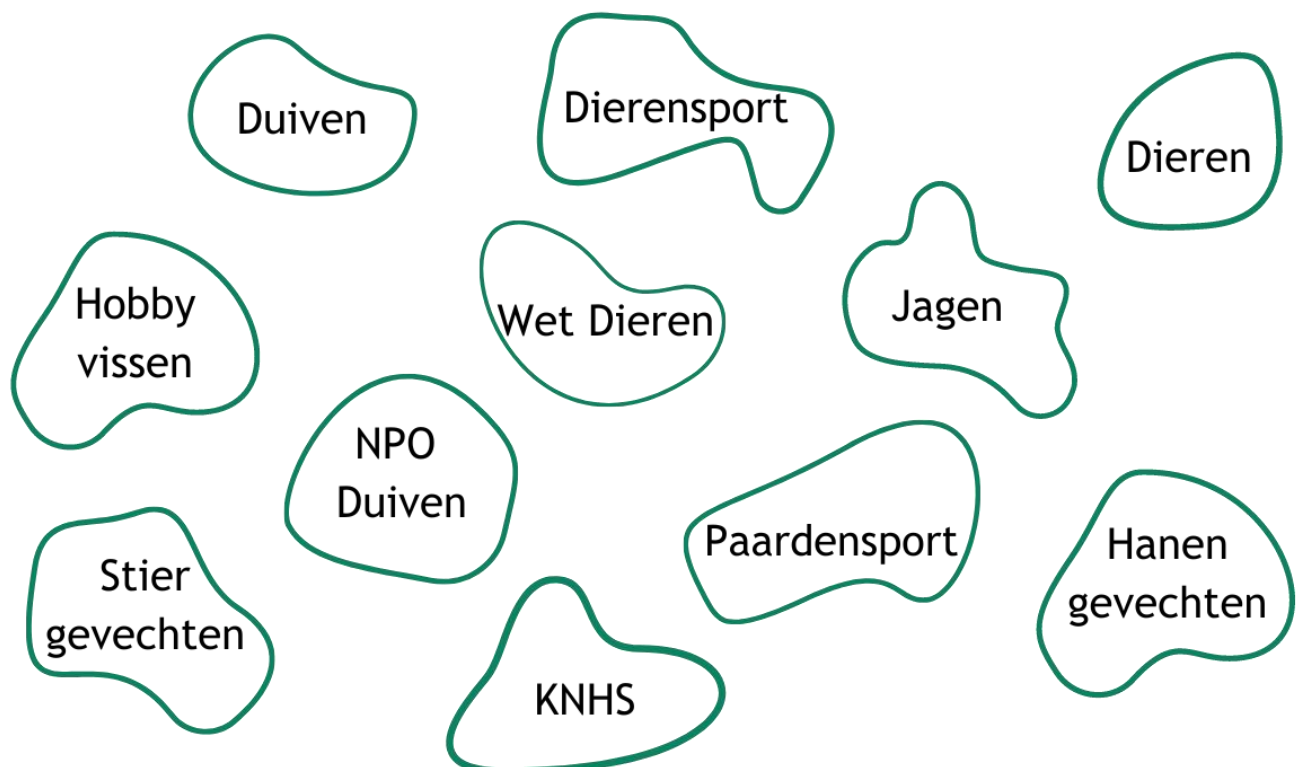 Duiven
Dierensport
Dieren
Hobby
vissen
Wet Dieren
Jagen
NPO
Duiven
Paardensport
Hanen
gevechten
Stier
gevechten
KNHS